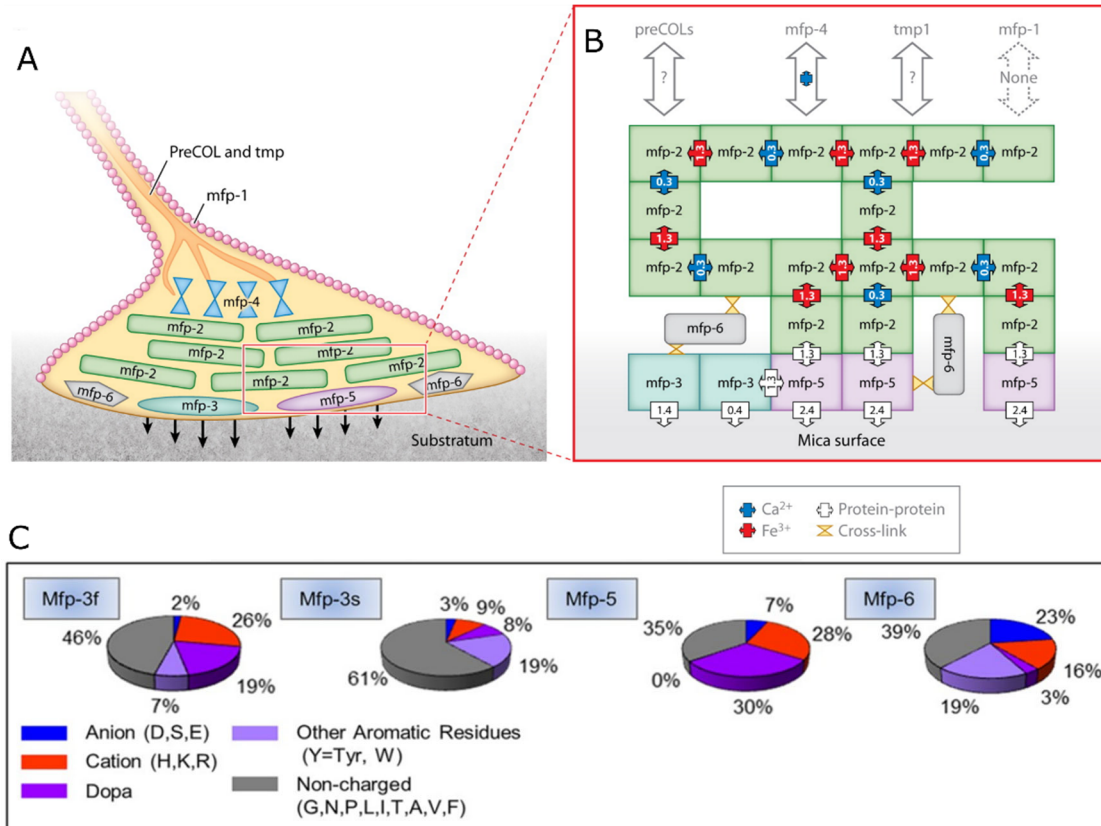 A
PreCOL and tmp
mfp-1
mfp-4
mfp-2 mfp-2
mfp-2 mfp-2
mfp-2 mfp-2 mfp-2
mfp-6 mfp-3 mfp-5 mfp-6
Substratum
B
preCOLs mfp-4 tmp1 mfp-1
? ? None
mfp-2 1.3 mfp-2 0.3 mfp-2 1.3 mfp-2 1.3 mfp-2 0.3 mfp-2
0.3 0.3
mfp-2 mfp-2
1.3 1.3
mfp-2 0.3 mfp-2 mfp-2 1.3 mfp-2 1.3 mfp-2 0.3 mfp-2
1.3 0.3 1.3
mfp-6 mfp-2 mfp-2 mfp-6 mfp-2
1.3 1.3 1.3
mfp-3 mfp-3 1.3 mfp-5 mfp-5 mfp-5
1.4 0.4 2.4 2.4 2.4
Mica surface
Ca2+ Protein-protein
Fe3+ Cross-link
C
Mfp-3f Mfp-3s Mfp-5 Mfp-6
2% 26% 19% 7% 46%
3% 9% 8% 19% 61%
7% 28% 30% 0% 35%
23% 16% 3% 19% 39%
Anion (D,S,E) Other Aromatic Residues
Cation (H,K,R) (Y=Tyr, W)
Dopa Non-charged
(G,N,P,L,I,T,A,V,F)